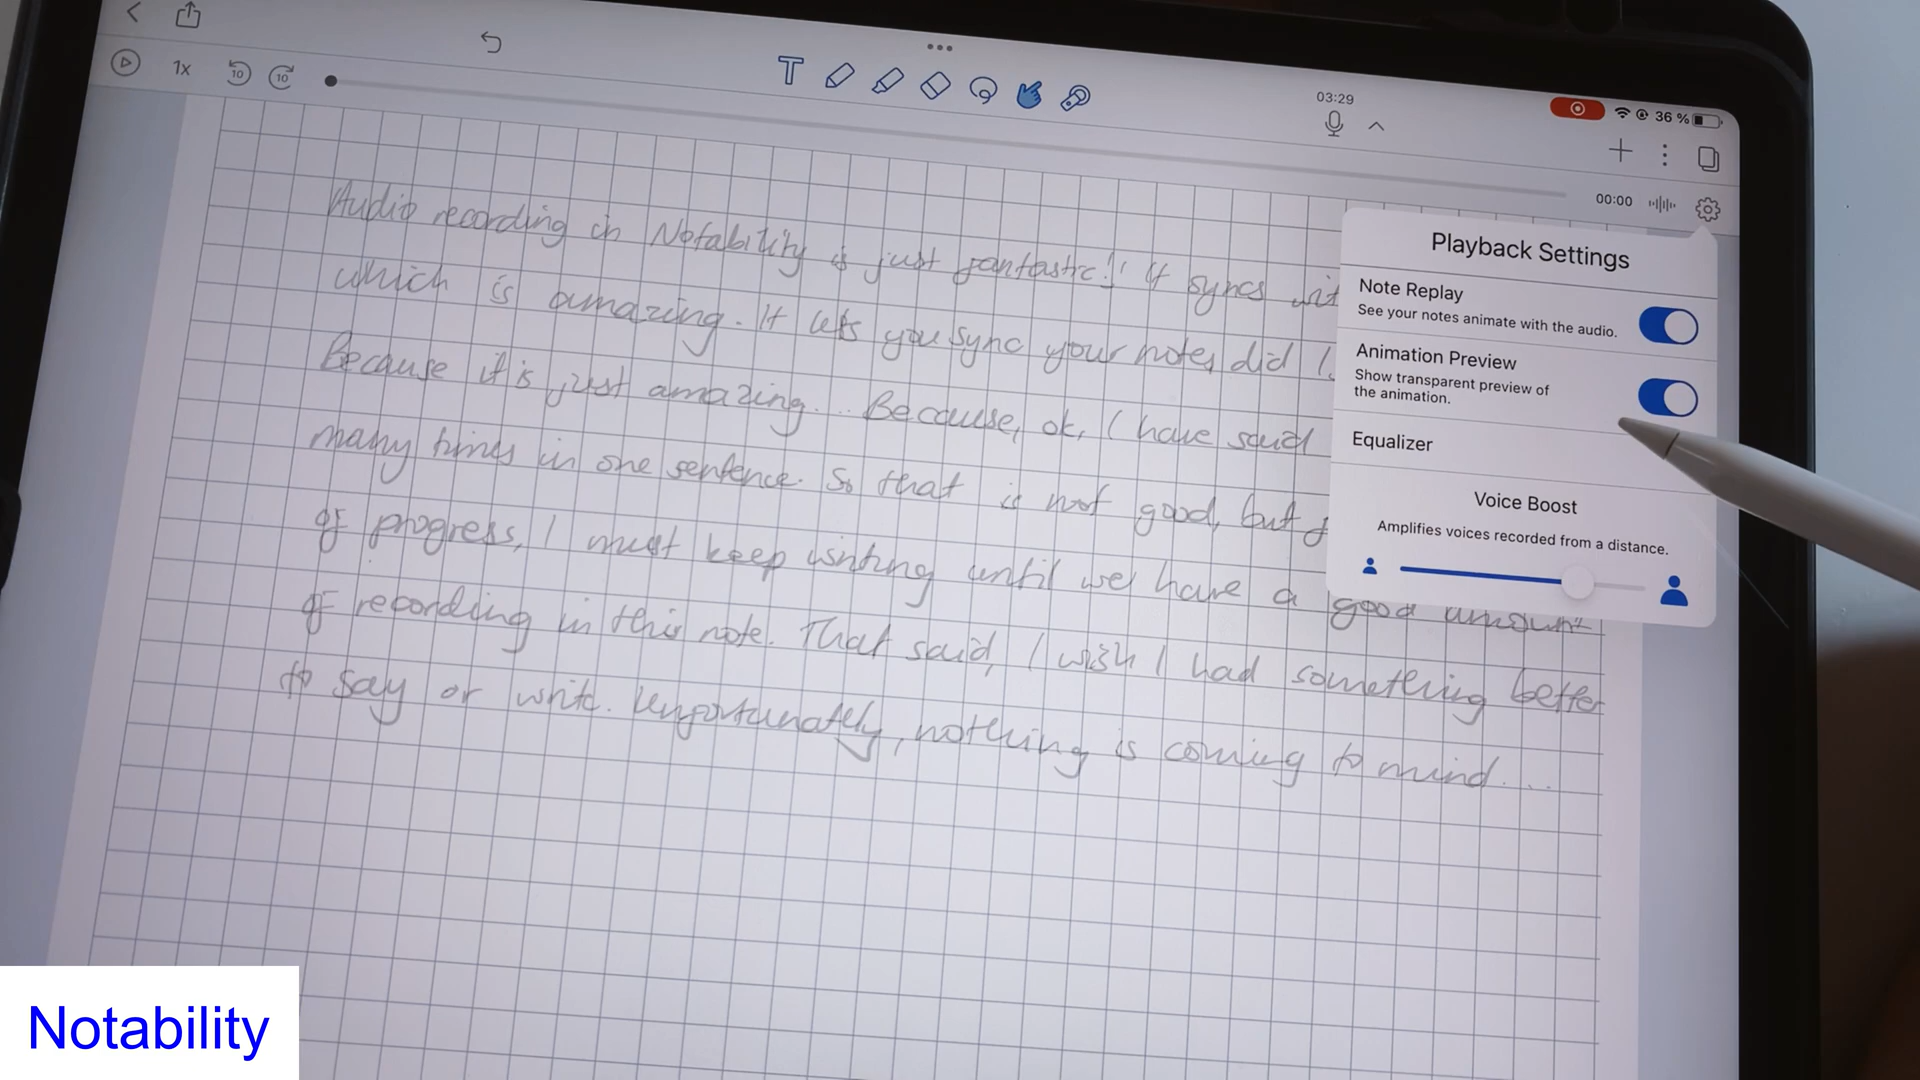 1x
10
10
T
03:29
36 %
00:00
Playback Settings
Note Replay
See your notes animate with the audio.
Animation Preview
Show transparent preview of
the animation.
Equalizer
Voice Boost
Amplifies voices recorded from a distance.
Audio recording in Notability is just fantastic!! It syncs wit
which is amazing. It lets you sync your notes, did I
Because it is just amazing... Because, ok, I have said
many times in one sentence. So that is not good, but f
of progress, I must keep writing until we have a good amount
of recording in this note. That said, I wish I had something better
to say or write. Unfortunately, nothing is coming to mind...
Notability